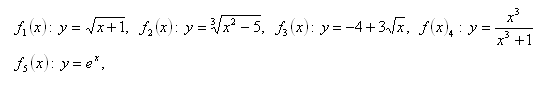 f₁(x): y = √(x+1), f₂(x): y = ∛(x² − 5), f₃(x): y = −4 + 3√x, f(x)₄ : y = x³/(x³ + 1)
f₅(x): y = eˣ,